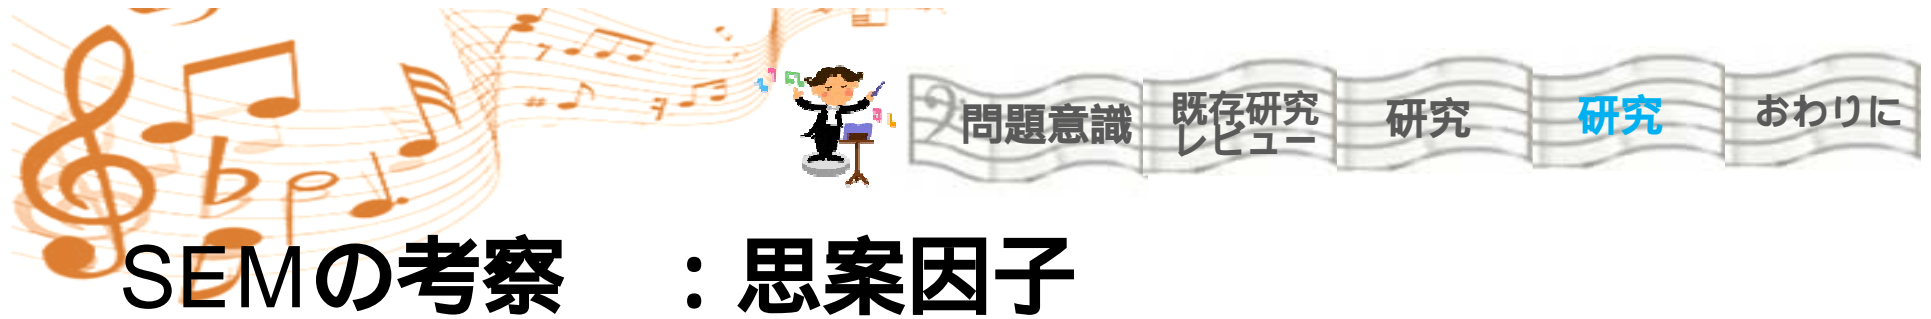 問題意識
既存研究
レビュー
研究
研究
おわりに
SEMの考察　：思案因子